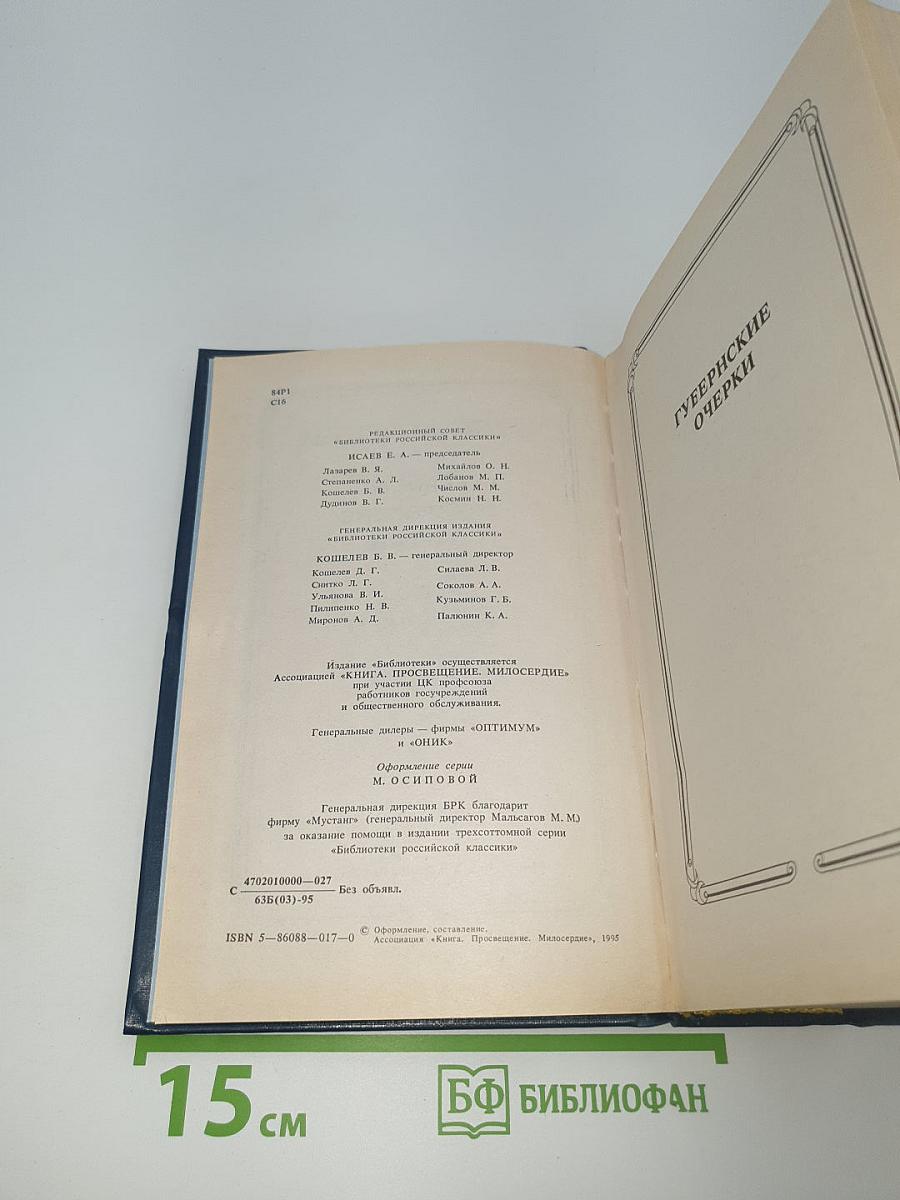 84Р1
С16
РЕДАКЦИОННЫЙ СОВЕТ
«БИБЛИОТЕКИ РОССИЙСКОЙ КЛАССИКИ»
ИСАЕВ Е. А. — председатель
Лазарев В. Я. Михайлов О. Н.
Степаненко А. Л. Лобанов М. П.
Кошелев Б. В. Числов М. М.
Дудинов В. Г. Космин Н. Н.
ГЕНЕРАЛЬНАЯ ДИРЕКЦИЯ ИЗДАНИЯ
«БИБЛИОТЕКИ РОССИЙСКОЙ КЛАССИКИ»
КОШЕЛЕВ Б. В. — генеральный директор
Кошелев Д. Г. Силаева Л. В.
Снитко Л. Г. Соколов А. А.
Ульянова В. И. Кузьминов Г. Б.
Пилипенко Н. В. Палюнин К. А.
Миронов А. Д.
Издание «Библиотеки» осуществляется
Ассоциацией «КНИГА. ПРОСВЕЩЕНИЕ. МИЛОСЕРДИЕ»
при участии ЦК профсоюза
работников госучреждений
и общественного обслуживания.
Генеральные дилеры — фирмы «ОПТИМУМ»
и «ОНИК»
Оформление серии
М. ОСИПОВОЙ
Генеральная дирекция БРК благодарит
фирму «Мустанг» (генеральный директор Мальсагов М. М.)
за оказание помощи в издании трехсоттомной серии
«Библиотеки российской классики»
С 4702010000—027 Без объявл.
63Б(03)-95
ISBN 5—86088—017—0
© Оформление, составление.
Ассоциация «Книга. Просвещение. Милосердие», 1995
ГУБЕРНСКИЕ
ОЧЕРКИ
15 см
БФ БИБЛИОФАН